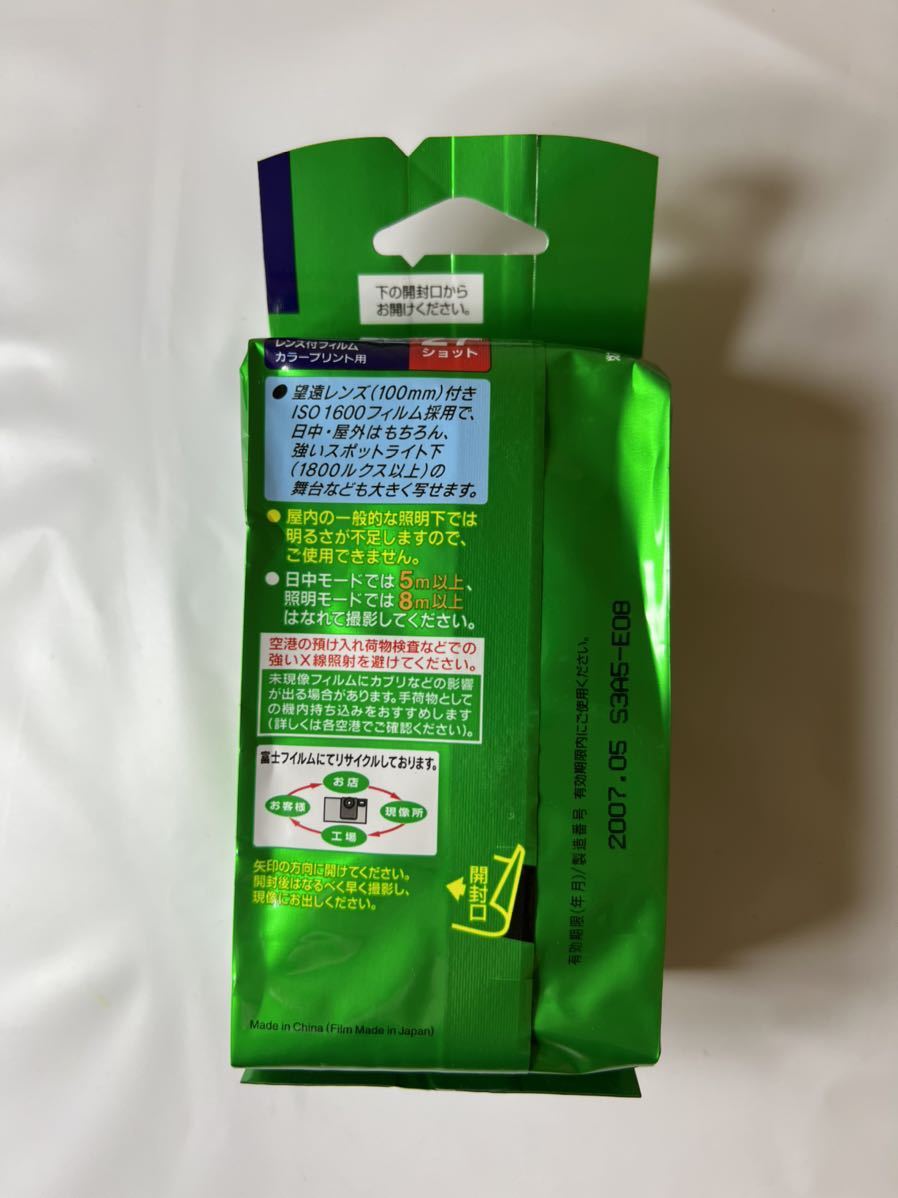 下の開封口から
お開けください。
レンズ付フィルム
カラープリント用
27
ショット
●望遠レンズ(100mm)付き
ISO1600フィルム採用で、
日中・屋外はもちろん、
強いスポットライト下
(1800ルクス以上)の
舞台なども大きく写せます。
●屋内の一般的な照明下では
明るさが不足しますので、
ご使用できません。
●日中モードでは5m以上、
照明モードでは8m以上
はなれて撮影してください。
空港の預け入れ荷物検査などでの
強いX線照射を避けてください。
未現像フィルムにカブリなどの影響
が出る場合があります。手荷物として
の機内持ち込みをおすすめします
(詳しくは各空港でご確認ください)。
富士フイルムにてリサイクルしております。
お店
お客様
現像所
工場
矢印の方向に開けてください。
開封後はなるべく早く撮影し、
現像にお出しください。
開封口
Made in China (Film Made in Japan)
有効期限(年月)/製造番号 有効期限内にご使用ください。
2007.05 S3A5-E08